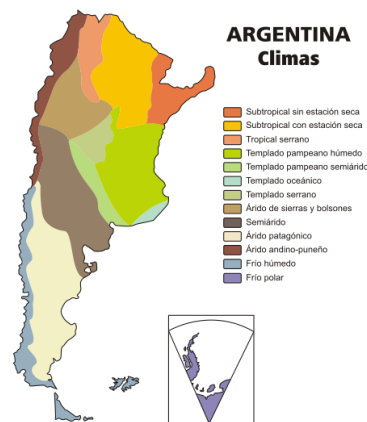 ARGENTINA
Climas
Subtropical sin estación seca
Subtropical con estación seca
Tropical serrano
Templado pampeano húmedo
Templado pampeano semiárido
Templado oceánico
Templado serrano
Árido de sierras y bolsones
Semiárido
Árido patagónico
Árido andino-puneño
Frío húmedo
Frío polar